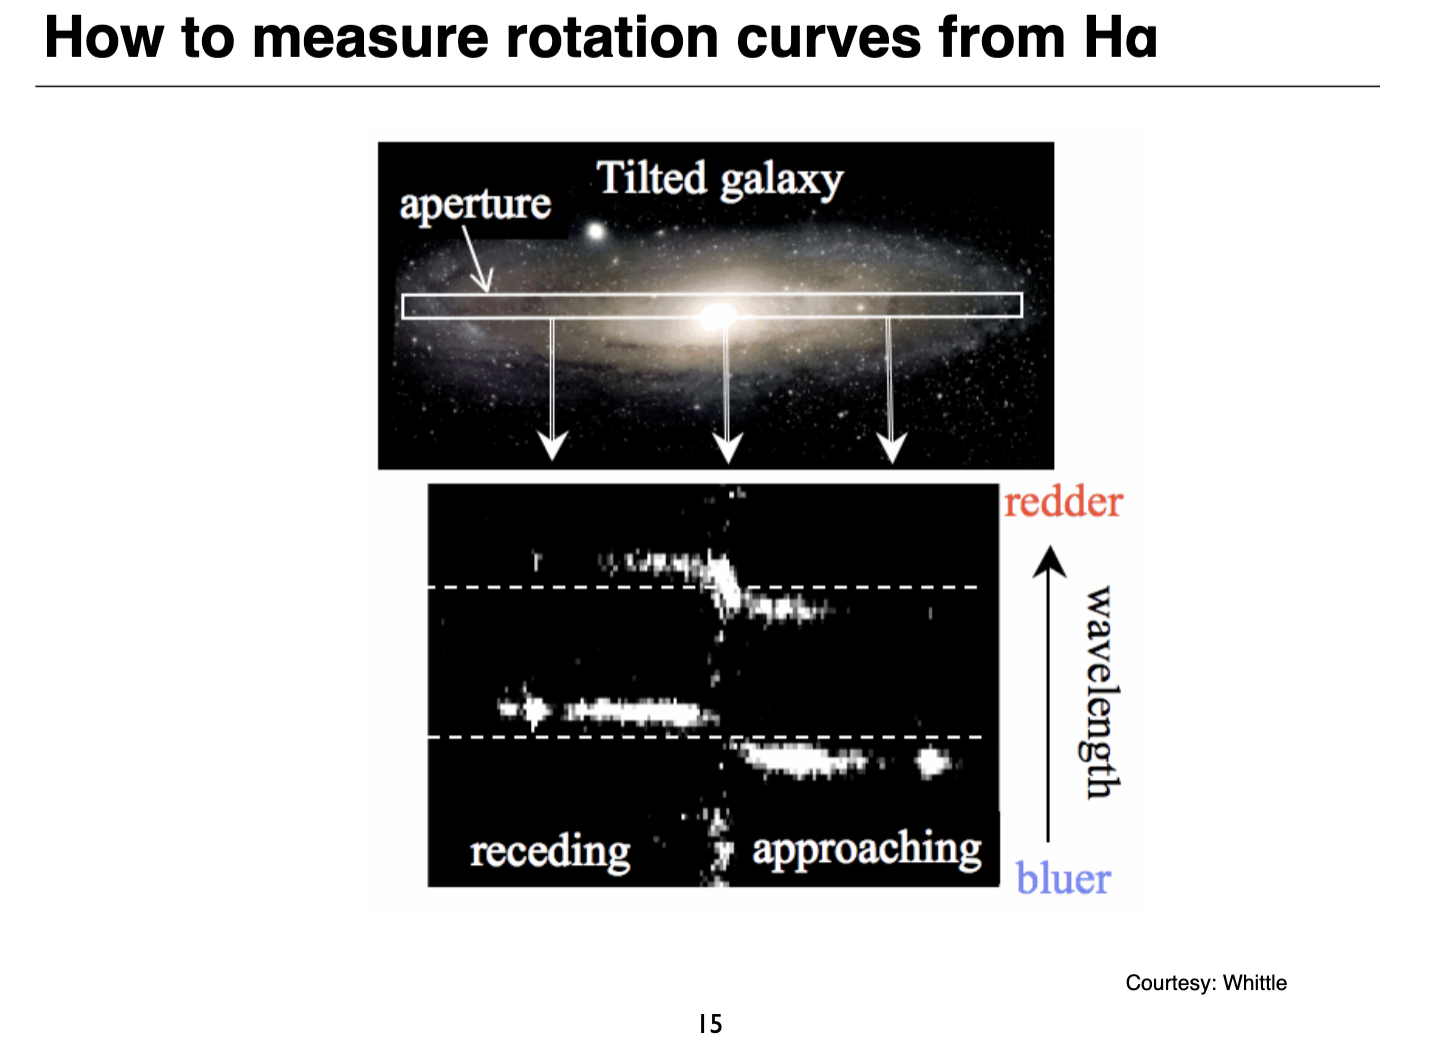 How to measure rotation curves from Hα
Tilted galaxy
aperture
redder
wavelength
receding
approaching
bluer
Courtesy: Whittle
15